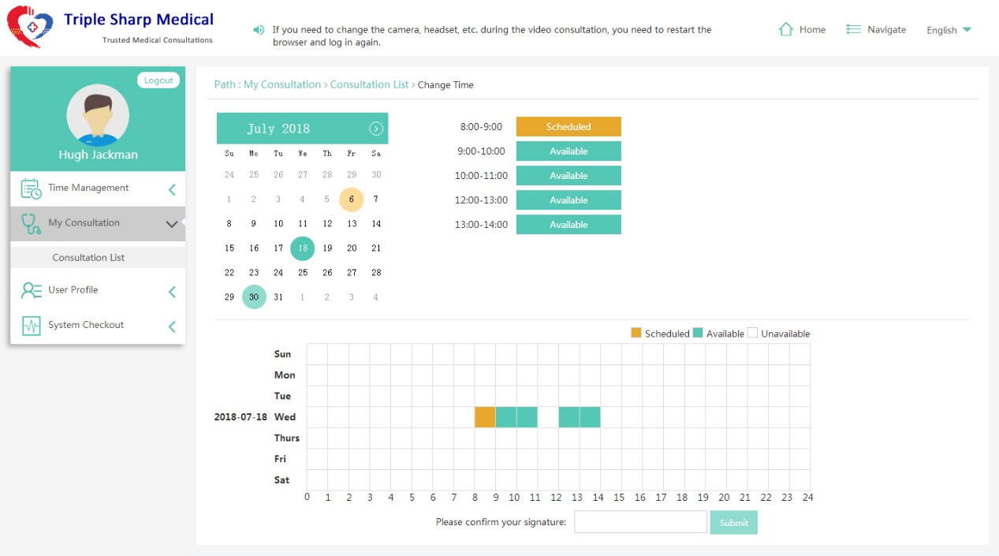 Triple Sharp Medical
Trusted Medical Consultations
If you need to change the camera, headset, etc. during the video consultation, you need to restart the
browser and log in again.
Home
Navigate
English
Logout
Hugh Jackman
Time Management
My Consultation
Consultation List
User Profile
System Checkout
Path : My Consultation › Consultation List › Change Time
July 2018
Su Mo Tu We Th Fr Sa
24 25 26 27 28 29 30
1 2 3 4 5 6 7
8 9 10 11 12 13 14
15 16 17 18 19 20 21
22 23 24 25 26 27 28
29 30 31 1 2 3 4
8:00-9:00 Scheduled
9:00-10:00 Available
10:00-11:00 Available
12:00-13:00 Available
13:00-14:00 Available
Scheduled Available Unavailable
Sun
Mon
Tue
2018-07-18 Wed
Thurs
Fri
Sat
0 1 2 3 4 5 6 7 8 9 10 11 12 13 14 15 16 17 18 19 20 21 22 23 24
Please confirm your signature: Submit